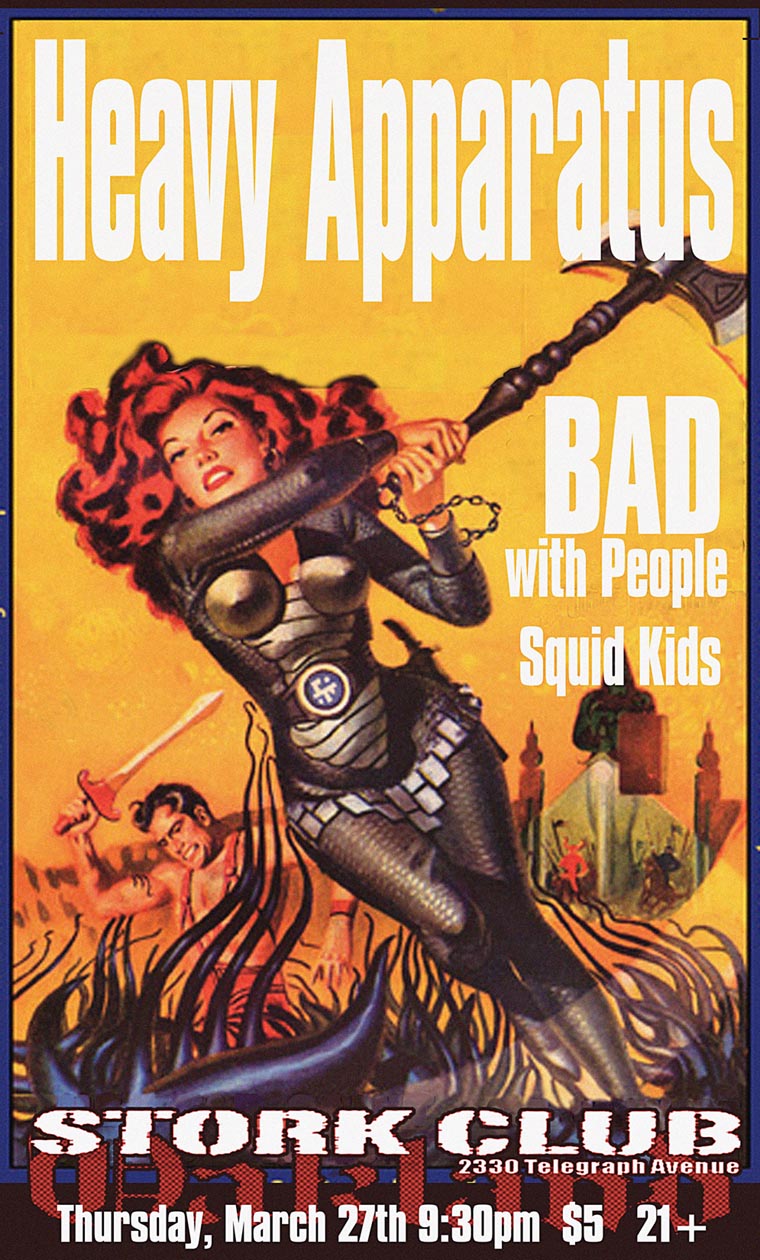 Heavy Apparatus
BAD
with People
Squid Kids
STORK CLUB
2330 Telegraph Avenue
Oakland
Thursday, March 27th 9:30pm $5 21+